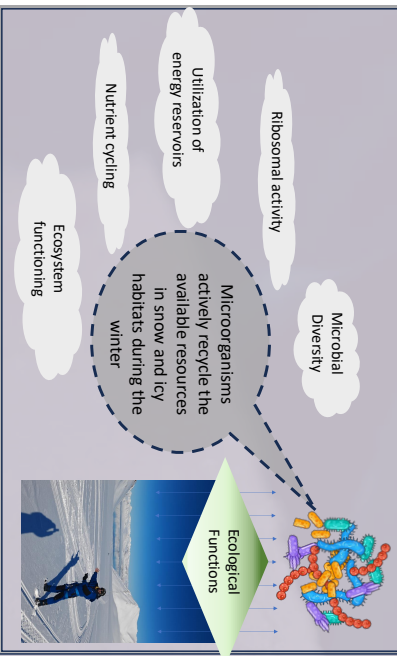 Microbial
Diversity
Ribosomal activity
Utilization of
energy reservoirs
Nutrient cycling
Ecosystem
functioning
Microorganisms
actively recycle the
available resources
in snow and icy
habitats during the
winter
Ecological
Functions